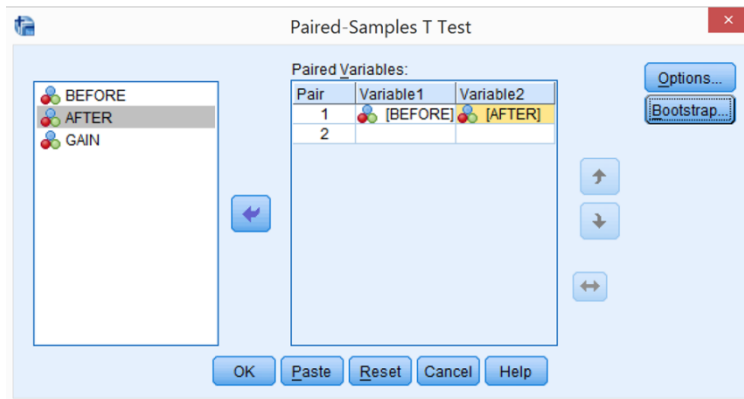 Paired-Samples T Test
BEFORE
AFTER
GAIN
Paired Variables:
Pair Variable1 Variable2
1 [BEFORE] [AFTER]
2
Options...
Bootstrap...
OK Paste Reset Cancel Help